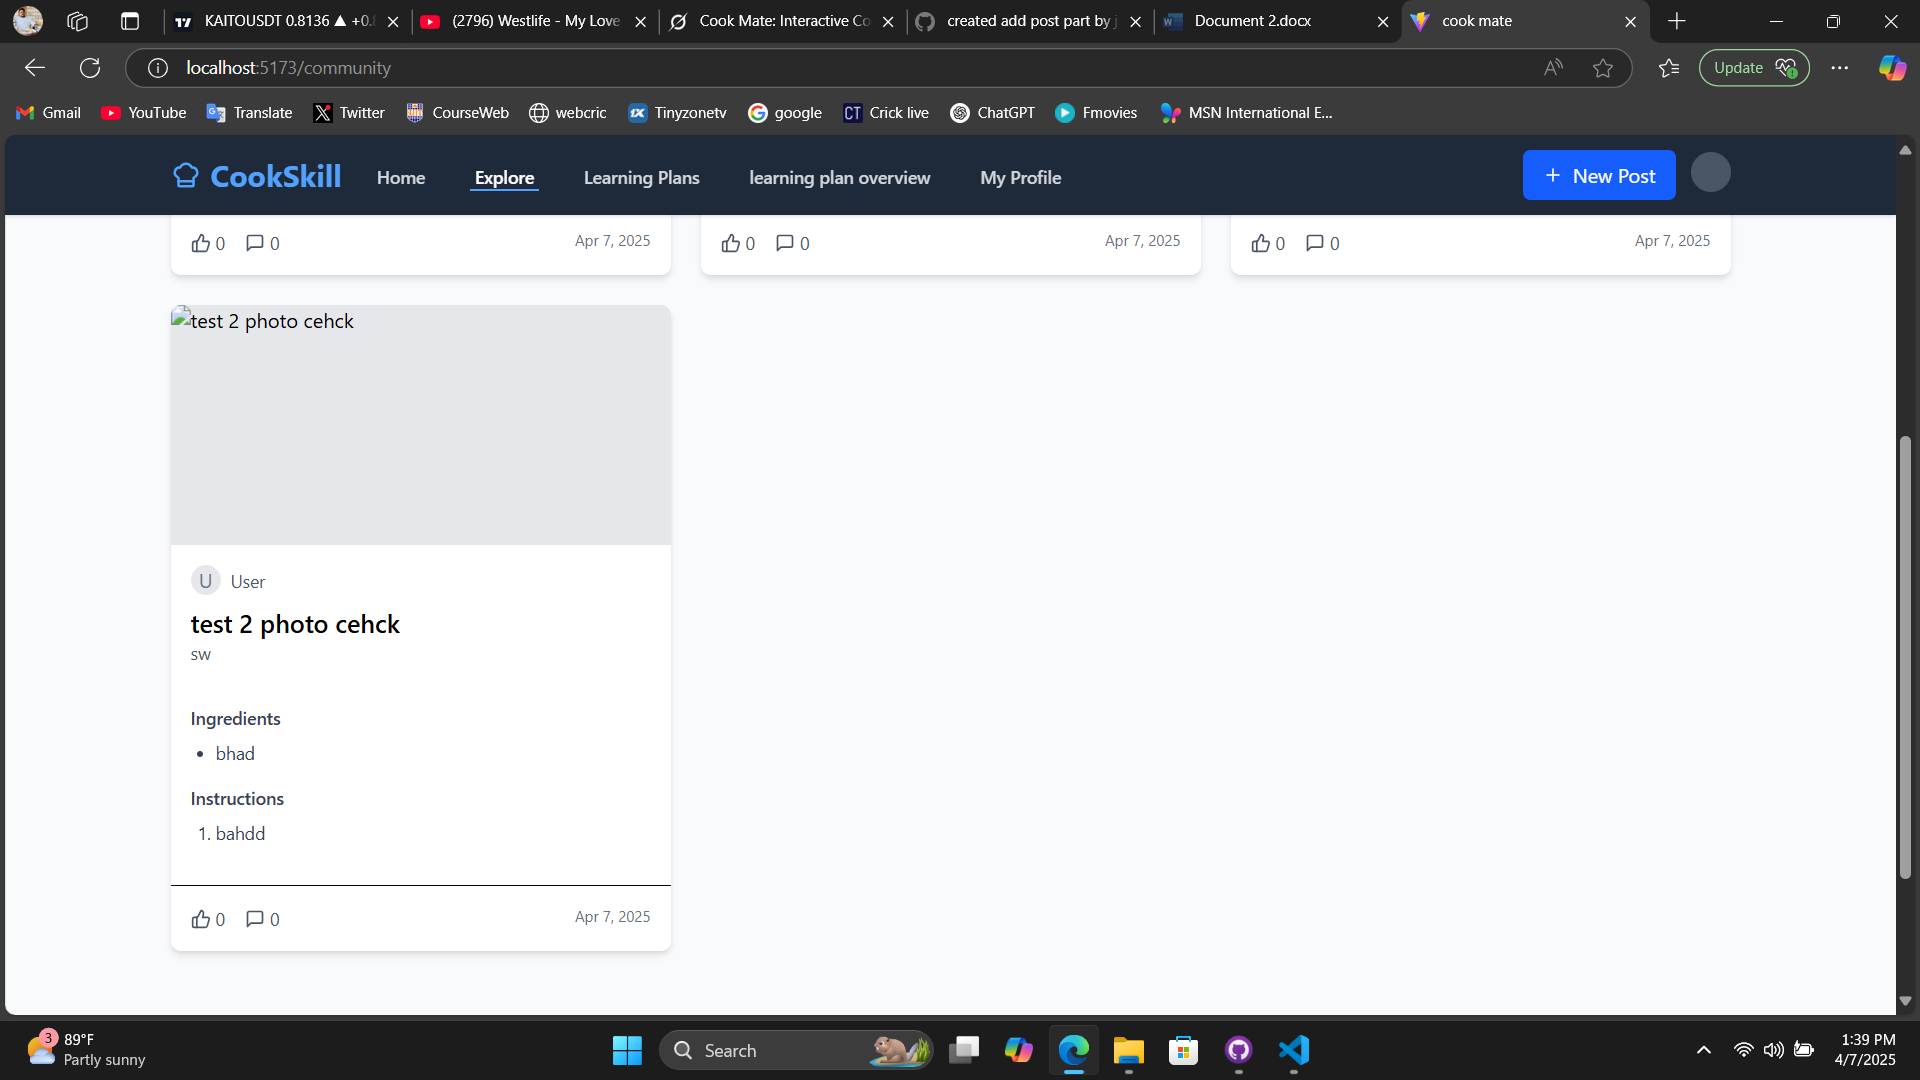 KAITOUSDT 0.8136 ▲ +0.8
(2796) Westlife - My Love
Cook Mate: Interactive Co
created add post part by j
Document 2.docx
cook mate
localhost:5173/community
Update
Gmail
YouTube
Translate
Twitter
CourseWeb
webcric
Tinyzonetv
google
CT Crick live
ChatGPT
Fmovies
MSN International E...
CookSkill
Home
Explore
Learning Plans
learning plan overview
My Profile
+ New Post
0 0 Apr 7, 2025
0 0 Apr 7, 2025
0 0 Apr 7, 2025
test 2 photo cehck
U User
test 2 photo cehck
sw
Ingredients
• bhad
Instructions
1. bahdd
0 0 Apr 7, 2025
3
89°F
Partly sunny
Search
1:39 PM
4/7/2025